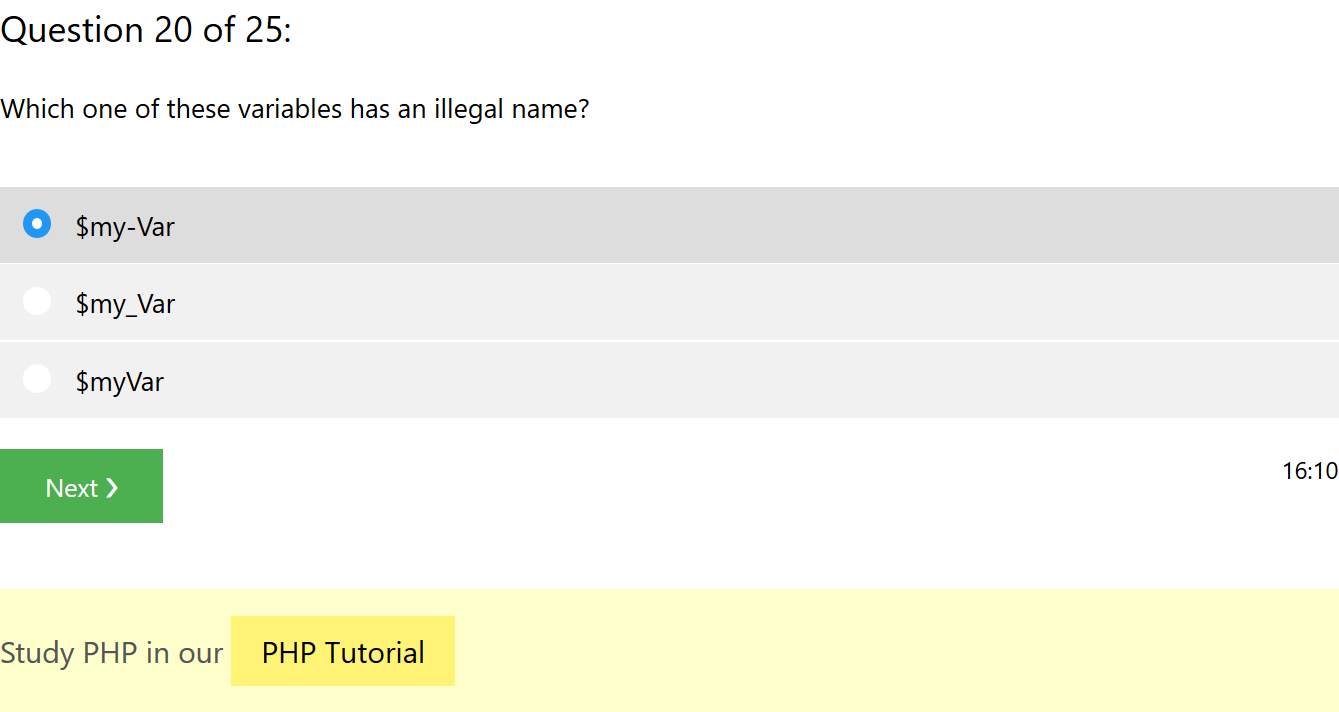 Question 20 of 25:
Which one of these variables has an illegal name?
$my-Var
$my_Var
$myVar
Next ❯
16:10
Study PHP in our PHP Tutorial